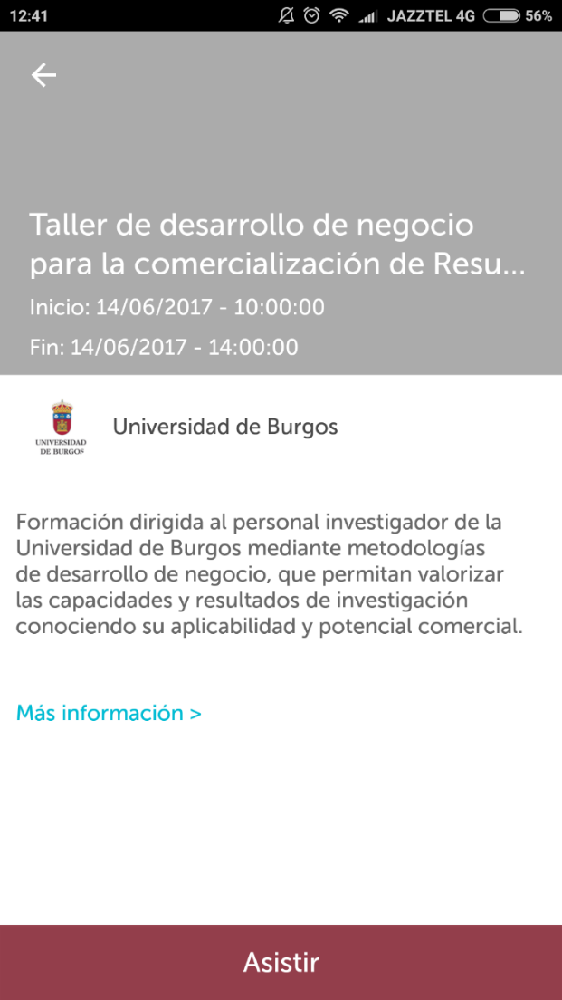 12:41 JAZZTEL 4G 56%
Taller de desarrollo de negocio
para la comercialización de Resu...
Inicio: 14/06/2017 - 10:00:00
Fin: 14/06/2017 - 14:00:00
UNIVERSIDAD
DE BURGOS
Universidad de Burgos
Formación dirigida al personal investigador de la
Universidad de Burgos mediante metodologías
de desarrollo de negocio, que permitan valorizar
las capacidades y resultados de investigación
conociendo su aplicabilidad y potencial comercial.
Más información >
Asistir